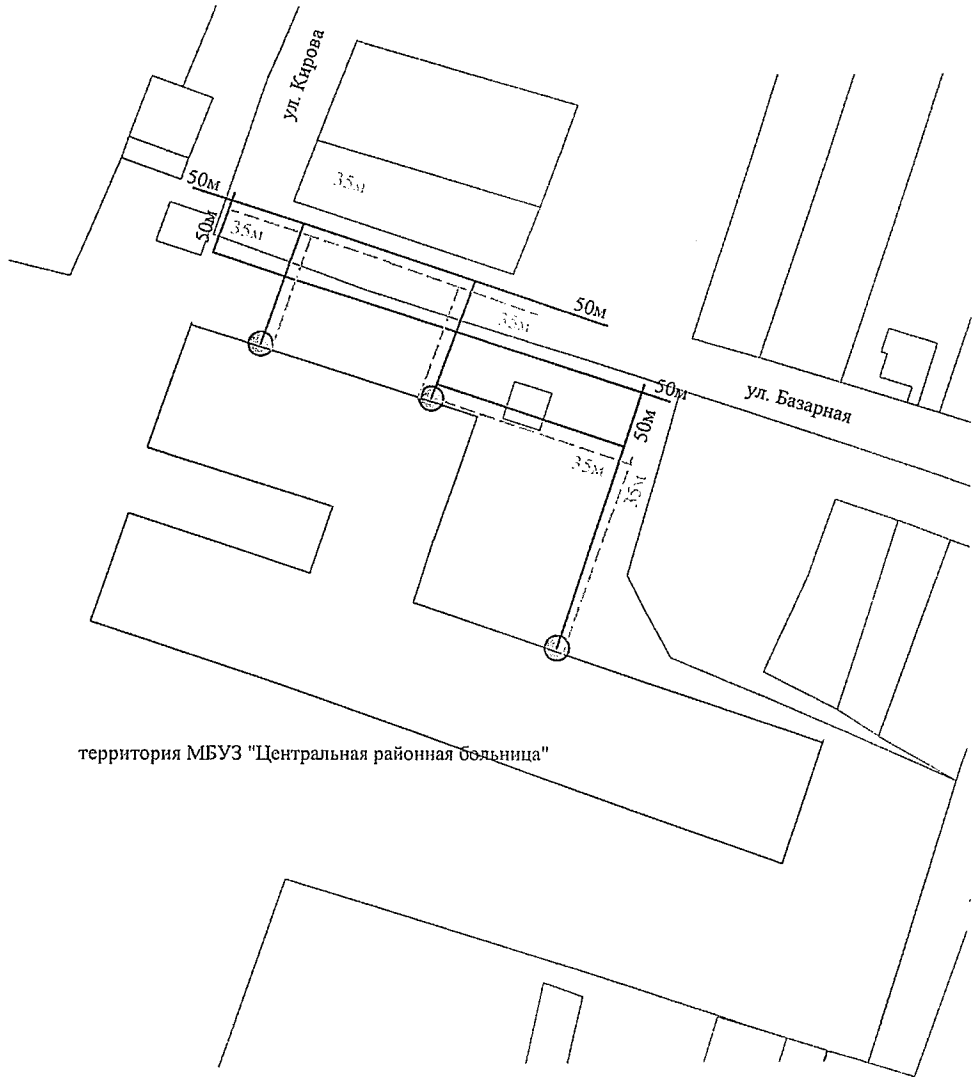 ул. Кирова
35м
50м
50м
35м
50м
35м
50м
ул. Базарная
50м
35м
35м
территория МБУЗ "Центральная районная больница"